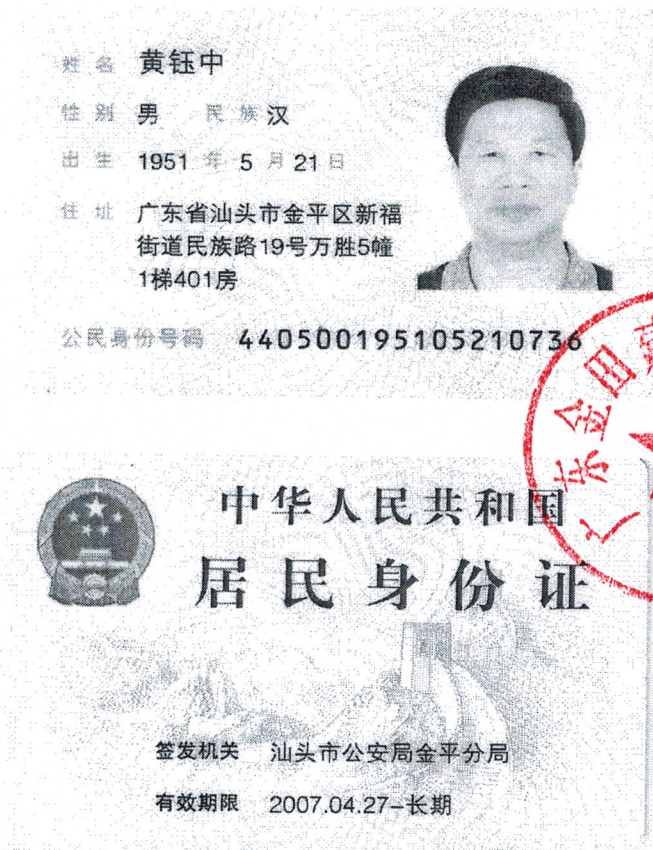 姓名 黄钰中
性别 男 民族 汉
出生 1951 年 5 月 21 日
住址 广东省汕头市金平区新福
街道民族路19号万胜5幢
1梯401房
公民身份号码 440500195105210736
广东金田
中华人民共和国
居民身份证
签发机关 汕头市公安局金平分局
有效期限 2007.04.27-长期